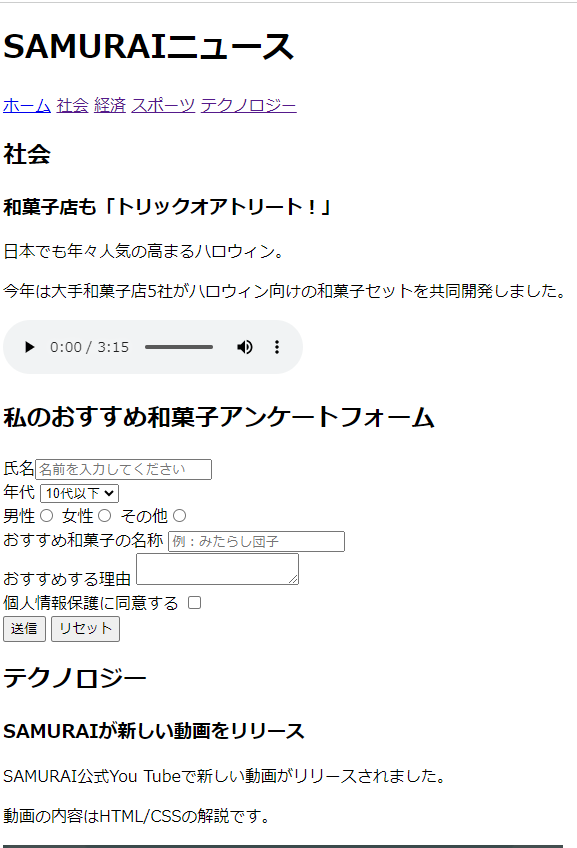 SAMURAIニュース
ホーム 社会 経済 スポーツ テクノロジー
社会
和菓子店も「トリックオアトリート！」
日本でも年々人気の高まるハロウィン。
今年は大手和菓子店5社がハロウィン向けの和菓子セットを共同開発しました。
0:00 / 3:15
私のおすすめ和菓子アンケートフォーム
氏名 名前を入力してください
年代 10代以下
男性 女性 その他
おすすめ和菓子の名称 例：みたらし団子
おすすめする理由
個人情報保護に同意する
送信 リセット
テクノロジー
SAMURAIが新しい動画をリリース
SAMURAI公式You Tubeで新しい動画がリリースされました。
動画の内容はHTML/CSSの解説です。